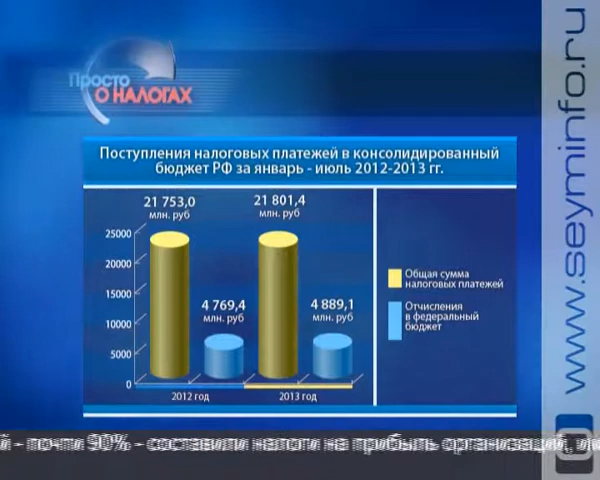 Просто
О НАЛОГАХ
Поступления налоговых платежей в консолидированный
бюджет РФ за январь - июль 2012-2013 гг.
21 753,0
млн. руб
21 801,4
млн. руб
4 769,4
млн. руб
4 889,1
млн. руб
25000
20000
15000
10000
5000
0
2012 год
2013 год
Общая сумма
налоговых платежей
Отчисления
в федеральный
бюджет
- почти 90% - составили налоги на прибыль организаций,
www.seyminfo.ru